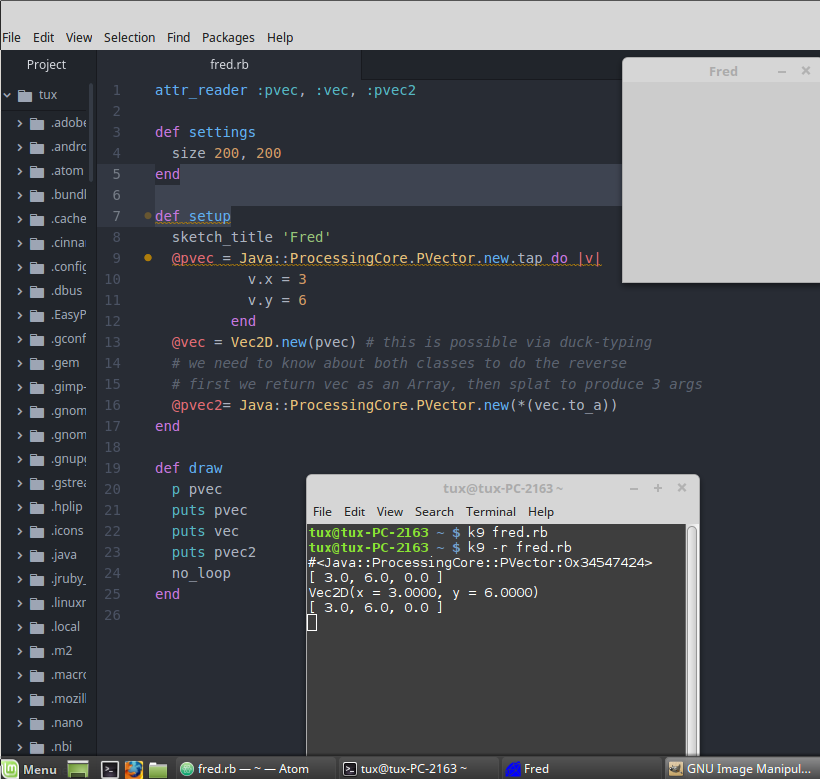 File Edit View Selection Find Packages Help
Project
tux
.adobe
.andro
.atom
.bundl
.cache
.cinna
.config
.dbus
.EasyP
.gconf
.gem
.gimp-
.gnom
.gnom
.gnupg
.gstrea
.hplip
.icons
.java
.jruby_
.linuxm
.local
.m2
.macro
.mozill
.nano
.nbi
fred.rb
1 attr_reader :pvec, :vec, :pvec2
2
3 def settings
4 size 200, 200
5 end
6
7 def setup
8 sketch_title 'Fred'
9 @pvec = Java::ProcessingCore.PVector.new.tap do |v|
10 v.x = 3
11 v.y = 6
12 end
13 @vec = Vec2D.new(pvec) # this is possible via duck-typing
14 # we need to know about both classes to do the reverse
15 # first we return vec as an Array, then splat to produce 3 args
16 @pvec2= Java::ProcessingCore.PVector.new(*(vec.to_a))
17 end
18
19 def draw
20 p pvec
21 puts pvec
22 puts vec
23 puts pvec2
24 no_loop
25 end
26
Fred
tux@tux-PC-2163 ~
File Edit View Search Terminal Help
tux@tux-PC-2163 ~ $ k9 fred.rb
tux@tux-PC-2163 ~ $ k9 -r fred.rb
#<Java::ProcessingCore::PVector:0x34547424>
[ 3.0, 6.0, 0.0 ]
Vec2D(x = 3.0000, y = 6.0000)
[ 3.0, 6.0, 0.0 ]
Menu
fred.rb — ~ — Atom
tux@tux-PC-2163 ~
Fred
GNU Image Manipul...